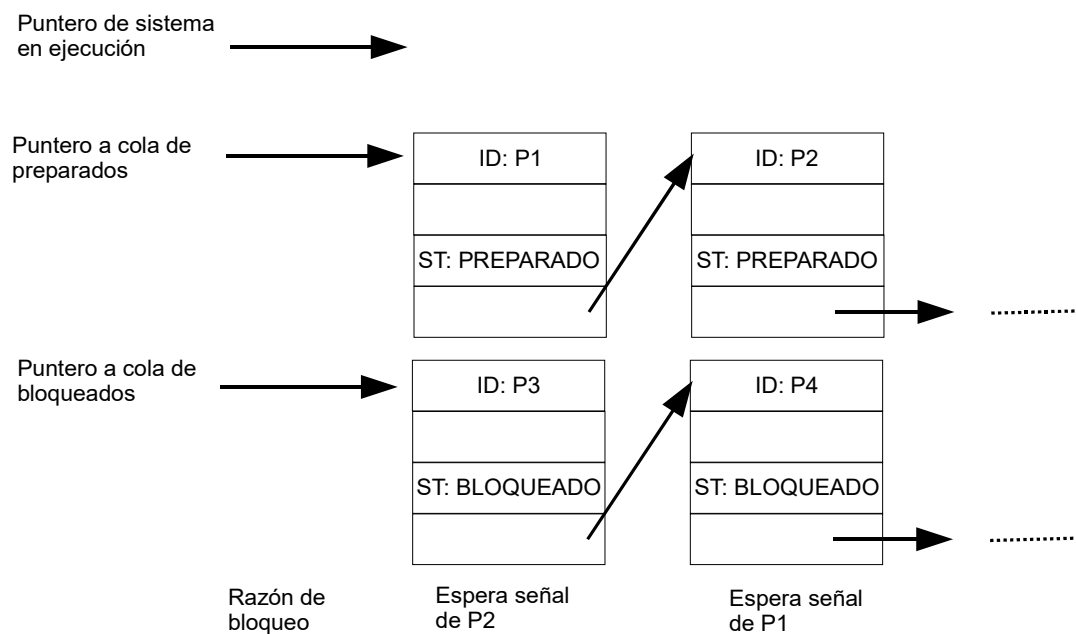 Puntero de sistema
en ejecución
Puntero a cola de
preparados
ID: P1
ID: P2
ST: PREPARADO
ST: PREPARADO
Puntero a cola de
bloqueados
ID: P3
ID: P4
ST: BLOQUEADO
ST: BLOQUEADO
Razón de
bloqueo
Espera señal
de P2
Espera señal
de P1